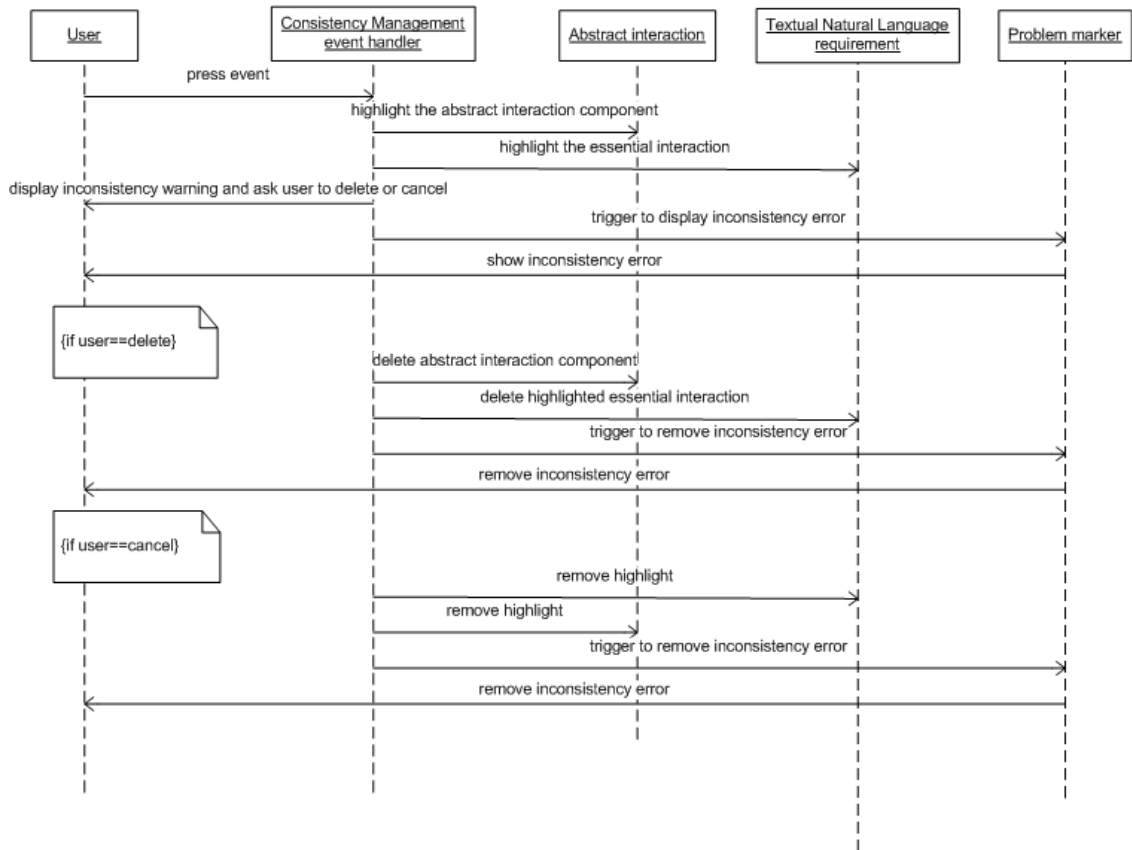 User
Consistency Management
event handler
Abstract interaction
Textual Natural Language
requirement
Problem marker
press event
highlight the abstract interaction component
highlight the essential interaction
display inconsistency warning and ask user to delete or cancel
trigger to display inconsistency error
show inconsistency error
{if user==delete}
delete abstract interaction component
delete highlighted essential interaction
trigger to remove inconsistency error
remove inconsistency error
{if user==cancel}
remove highlight
remove highlight
trigger to remove inconsistency error
remove inconsistency error